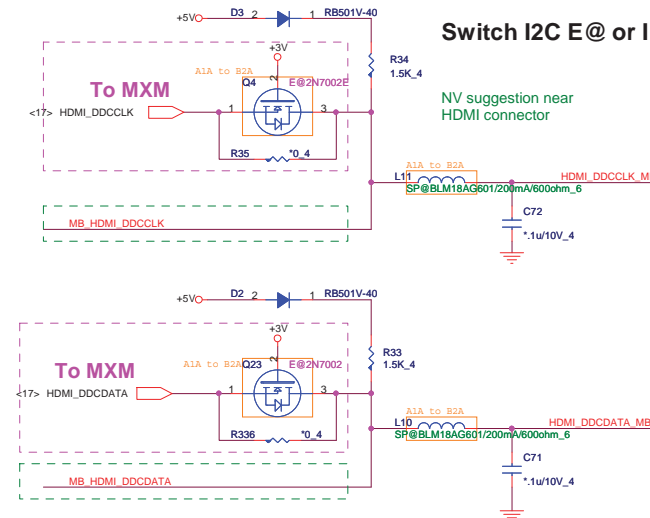 D3 2 1 RB501V-40
+5V
Switch I2C E@ or I
+3V
A1A to B2A
R34
1.5K_4
To MXM
Q4
E@2N7002E
2
<17> HDMI_DDCCLK
1
3
NV suggestion near
HDMI connector
R35
*0_4
A1A to B2A
L11
HDMI_DDCCLK_M
SP@BLM18AG601/200mA/600ohm_6
MB_HDMI_DDCCLK
C72
*.1u/10V_4
D2 2 1 RB501V-40
+5V
+3V
R33
1.5K_4
To MXM
A1A to B2A
Q23
E@2N7002
2
<17> HDMI_DDCDATA
1
3
R336
*0_4
A1A to B2A
L10
HDMI_DDCDATA_MB
SP@BLM18AG601/200mA/600ohm_6
MB_HDMI_DDCDATA
C71
*.1u/10V_4